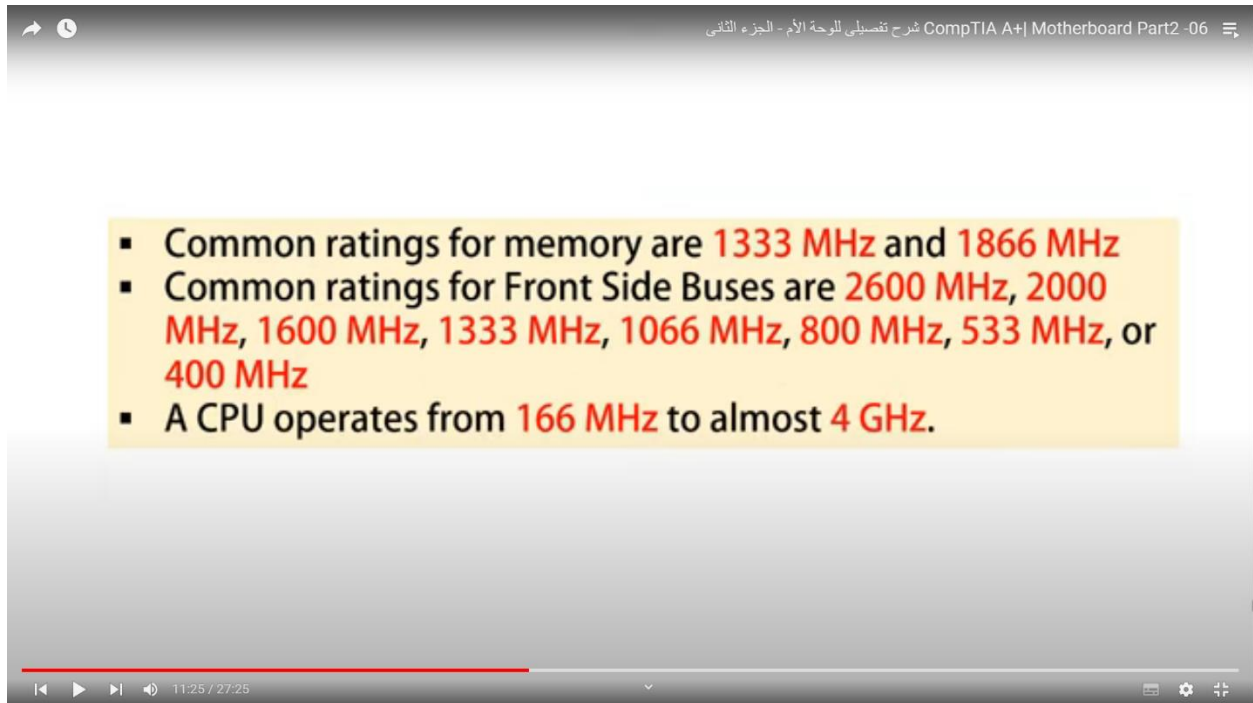 06- CompTIA A+| Motherboard Part2 شرح تفصيلى للوحة الأم - الجزء الثانى
▪ Common ratings for memory are 1333 MHz and 1866 MHz
▪ Common ratings for Front Side Buses are 2600 MHz, 2000
MHz, 1600 MHz, 1333 MHz, 1066 MHz, 800 MHz, 533 MHz, or
400 MHz
▪ A CPU operates from 166 MHz to almost 4 GHz.
11:25 / 27:25